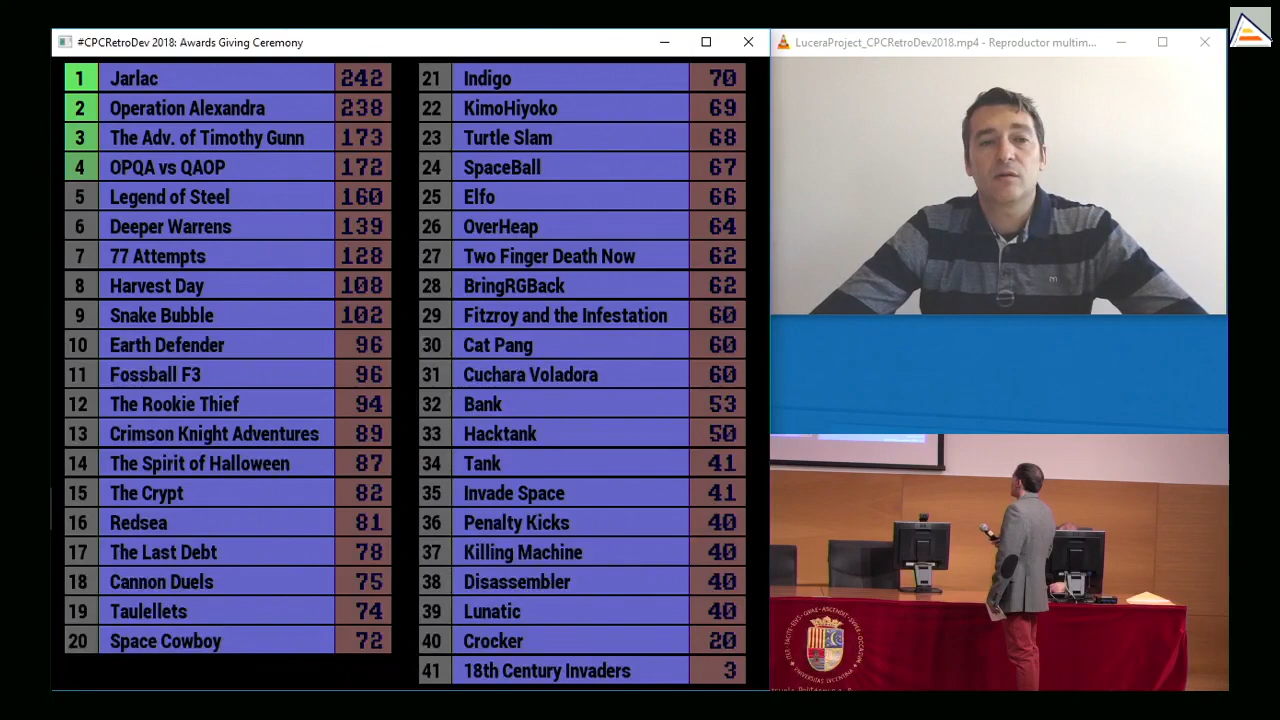 #CPCRetroDev 2018: Awards Giving Ceremony
1 Jarlac 242
2 Operation Alexandra 238
3 The Adv. of Timothy Gunn 173
4 OPQA vs QAOP 172
5 Legend of Steel 160
6 Deeper Warrens 139
7 77 Attempts 128
8 Harvest Day 108
9 Snake Bubble 102
10 Earth Defender 96
11 Fossball F3 96
12 The Rookie Thief 94
13 Crimson Knight Adventures 89
14 The Spirit of Halloween 87
15 The Crypt 82
16 Redsea 81
17 The Last Debt 78
18 Cannon Duels 75
19 Taulellets 74
20 Space Cowboy 72
21 Indigo 70
22 KimoHiyoko 69
23 Turtle Slam 68
24 SpaceBall 67
25 Elfo 66
26 OverHeap 64
27 Two Finger Death Now 62
28 BringRGBack 62
29 Fitzroy and the Infestation 60
30 Cat Pang 60
31 Cuchara Voladora 60
32 Bank 53
33 Hacktank 50
34 Tank 41
35 Invade Space 41
36 Penalty Kicks 40
37 Killing Machine 40
38 Disassembler 40
39 Lunatic 40
40 Crocker 20
41 18th Century Invaders 3
LuceraProject_CPCRetroDev2018.mp4 - Reproductor multim...
UNIVERSITAS LUCENTINA